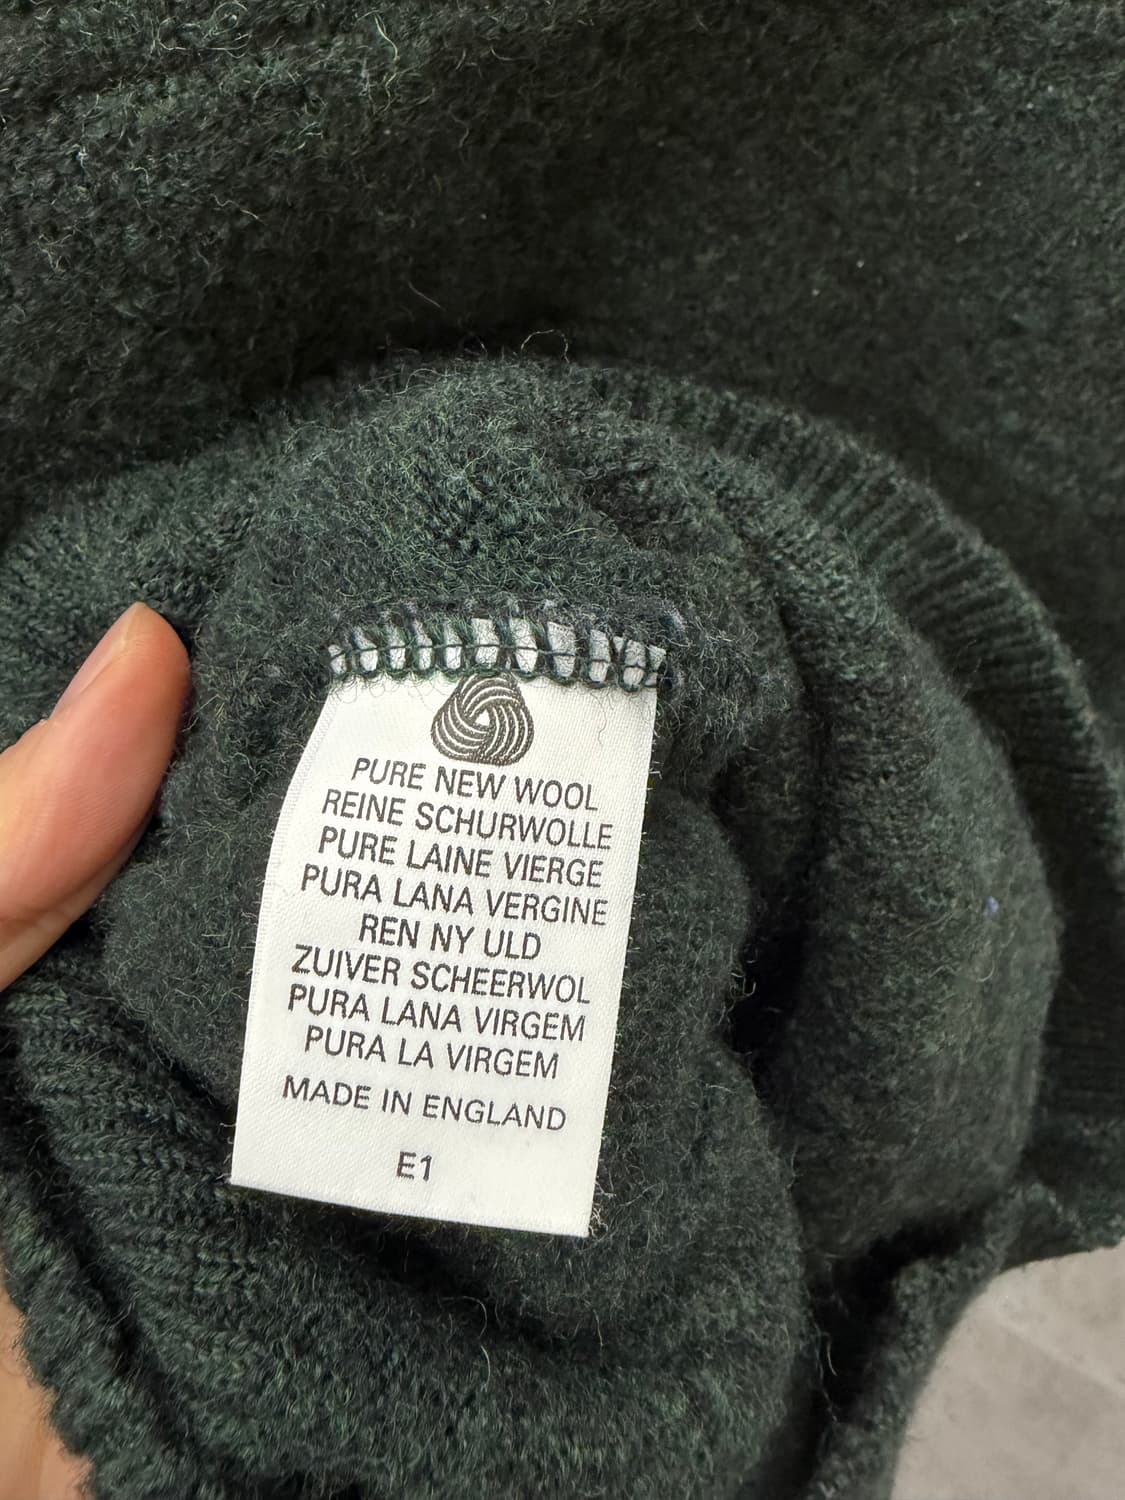 PURE NEW WOOL
REINE SCHURWOLLE
PURE LAINE VIERGE
PURA LANA VERGINE
REN NY ULD
ZUIVER SCHEERWOL
PURA LANA VIRGEM
PURA LA VIRGEM
MADE IN ENGLAND
E1